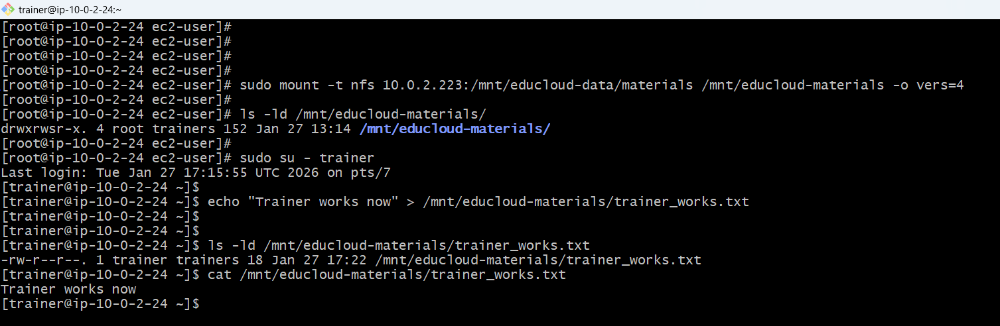 trainer@ip-10-0-2-24:~
[root@ip-10-0-2-24 ec2-user]#
[root@ip-10-0-2-24 ec2-user]#
[root@ip-10-0-2-24 ec2-user]#
[root@ip-10-0-2-24 ec2-user]#
[root@ip-10-0-2-24 ec2-user]# sudo mount -t nfs 10.0.2.223:/mnt/educloud-data/materials /mnt/educloud-materials -o vers=4
[root@ip-10-0-2-24 ec2-user]#
[root@ip-10-0-2-24 ec2-user]# ls -ld /mnt/educloud-materials/
drwxrwsr-x. 4 root trainers 152 Jan 27 13:14 /mnt/educloud-materials/
[root@ip-10-0-2-24 ec2-user]#
[root@ip-10-0-2-24 ec2-user]# sudo su - trainer
Last login: Tue Jan 27 17:15:55 UTC 2026 on pts/7
[trainer@ip-10-0-2-24 ~]$
[trainer@ip-10-0-2-24 ~]$ echo "Trainer works now" > /mnt/educloud-materials/trainer_works.txt
[trainer@ip-10-0-2-24 ~]$
[trainer@ip-10-0-2-24 ~]$
[trainer@ip-10-0-2-24 ~]$ ls -ld /mnt/educloud-materials/trainer_works.txt
-rw-r--r--. 1 trainer trainers 18 Jan 27 17:22 /mnt/educloud-materials/trainer_works.txt
[trainer@ip-10-0-2-24 ~]$ cat /mnt/educloud-materials/trainer_works.txt
Trainer works now
[trainer@ip-10-0-2-24 ~]$